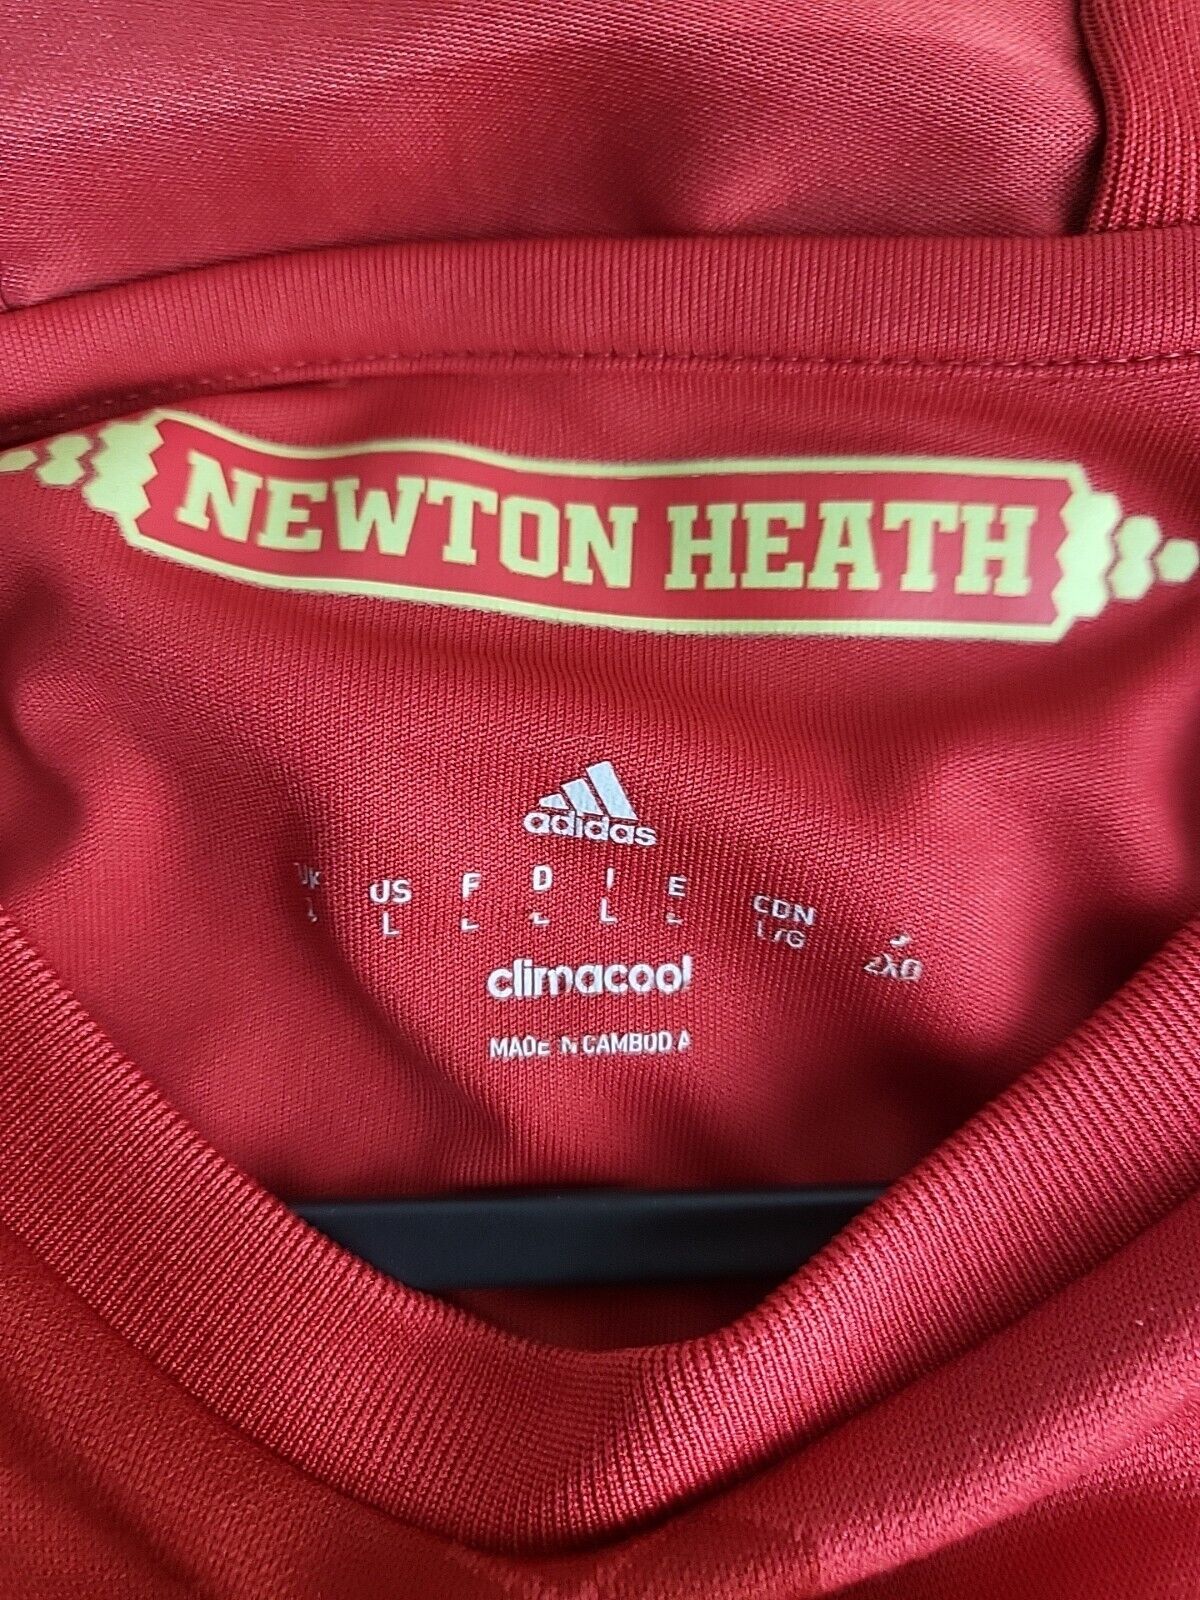 NEWTON HEATH
adidas
UK US F D I E CDN J
L L L L L L L/G 2XO
climacool
MADE IN CAMBODIA